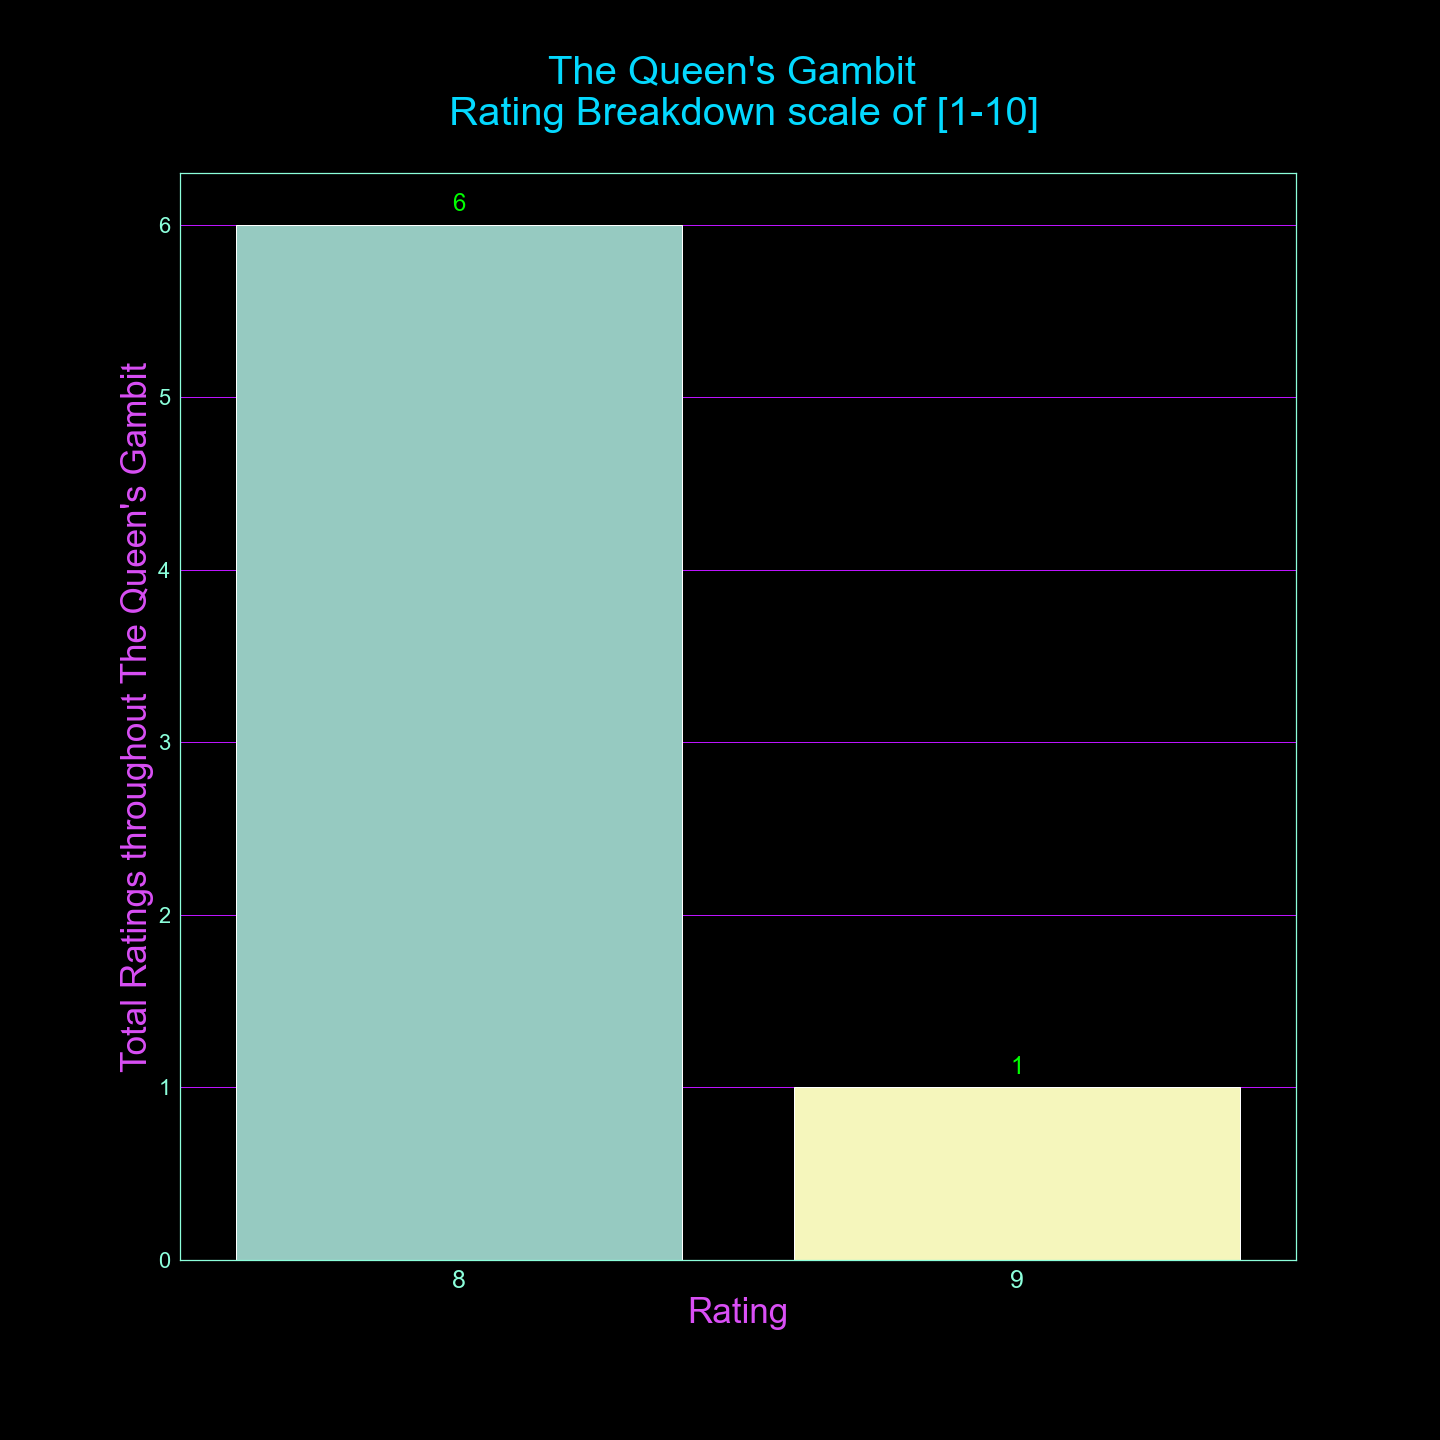 The Queen's Gambit
Rating Breakdown scale of [1-10]
Total Ratings throughout The Queen's Gambit
6
5
4
3
2
1
0
6
1
8
9
Rating